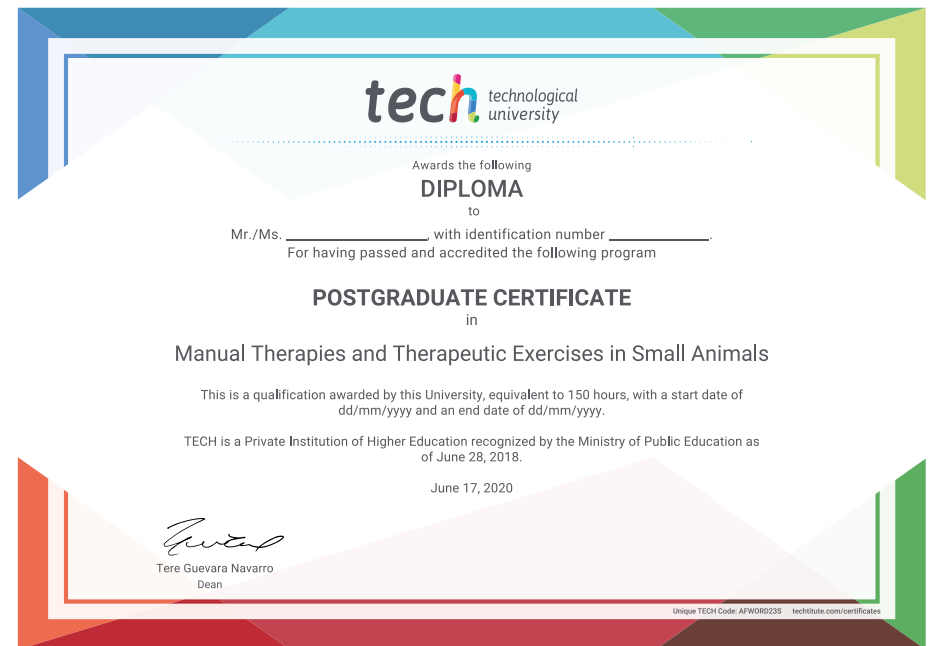 tech technological
university
Awards the following
DIPLOMA
to
Mr./Ms. ____________________, with identification number ______________.
For having passed and accredited the following program
POSTGRADUATE CERTIFICATE
in
Manual Therapies and Therapeutic Exercises in Small Animals
This is a qualification awarded by this University, equivalent to 150 hours, with a start date of
dd/mm/yyyy and an end date of dd/mm/yyyy.
TECH is a Private Institution of Higher Education recognized by the Ministry of Public Education as
of June 28, 2018.
June 17, 2020
Tere Guevara Navarro
Dean
Unique TECH Code: AFWORD23S techtitute.com/certificates